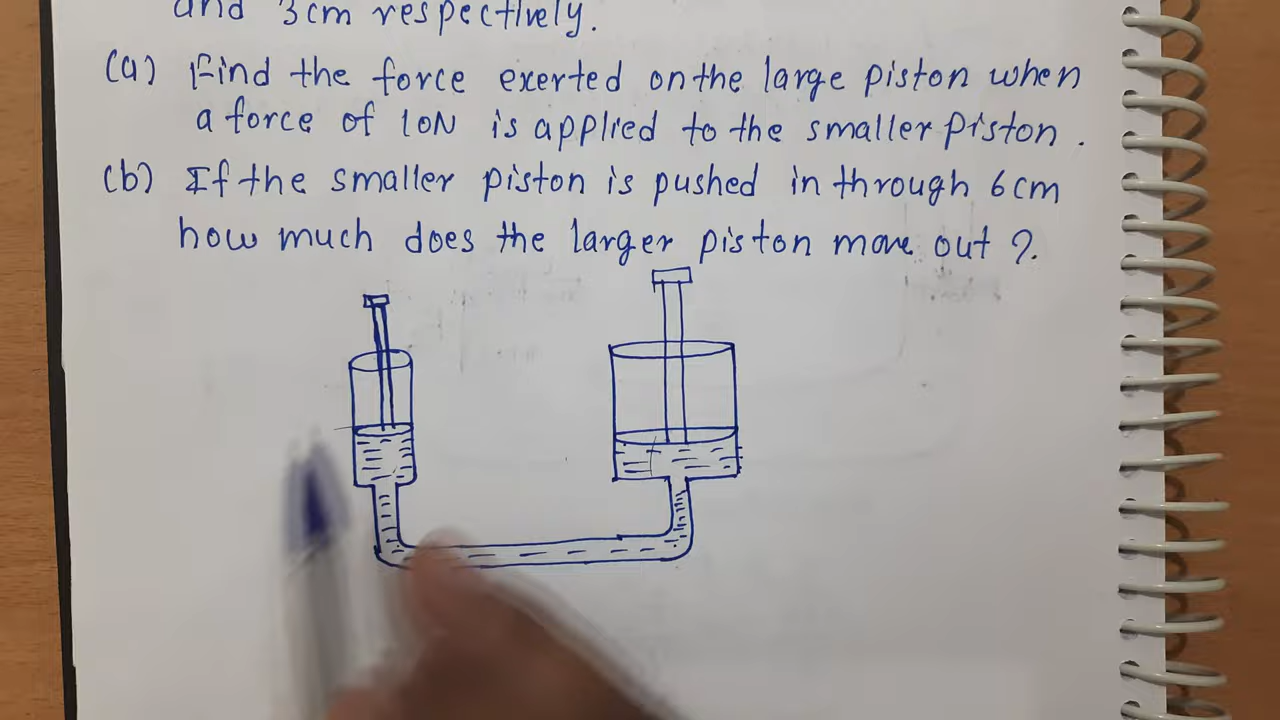 and 3cm respectively.
(a) Find the force exerted on the large piston when
a force of 10N is applied to the smaller piston.
(b) If the smaller piston is pushed in through 6cm
how much does the larger piston move out ?.